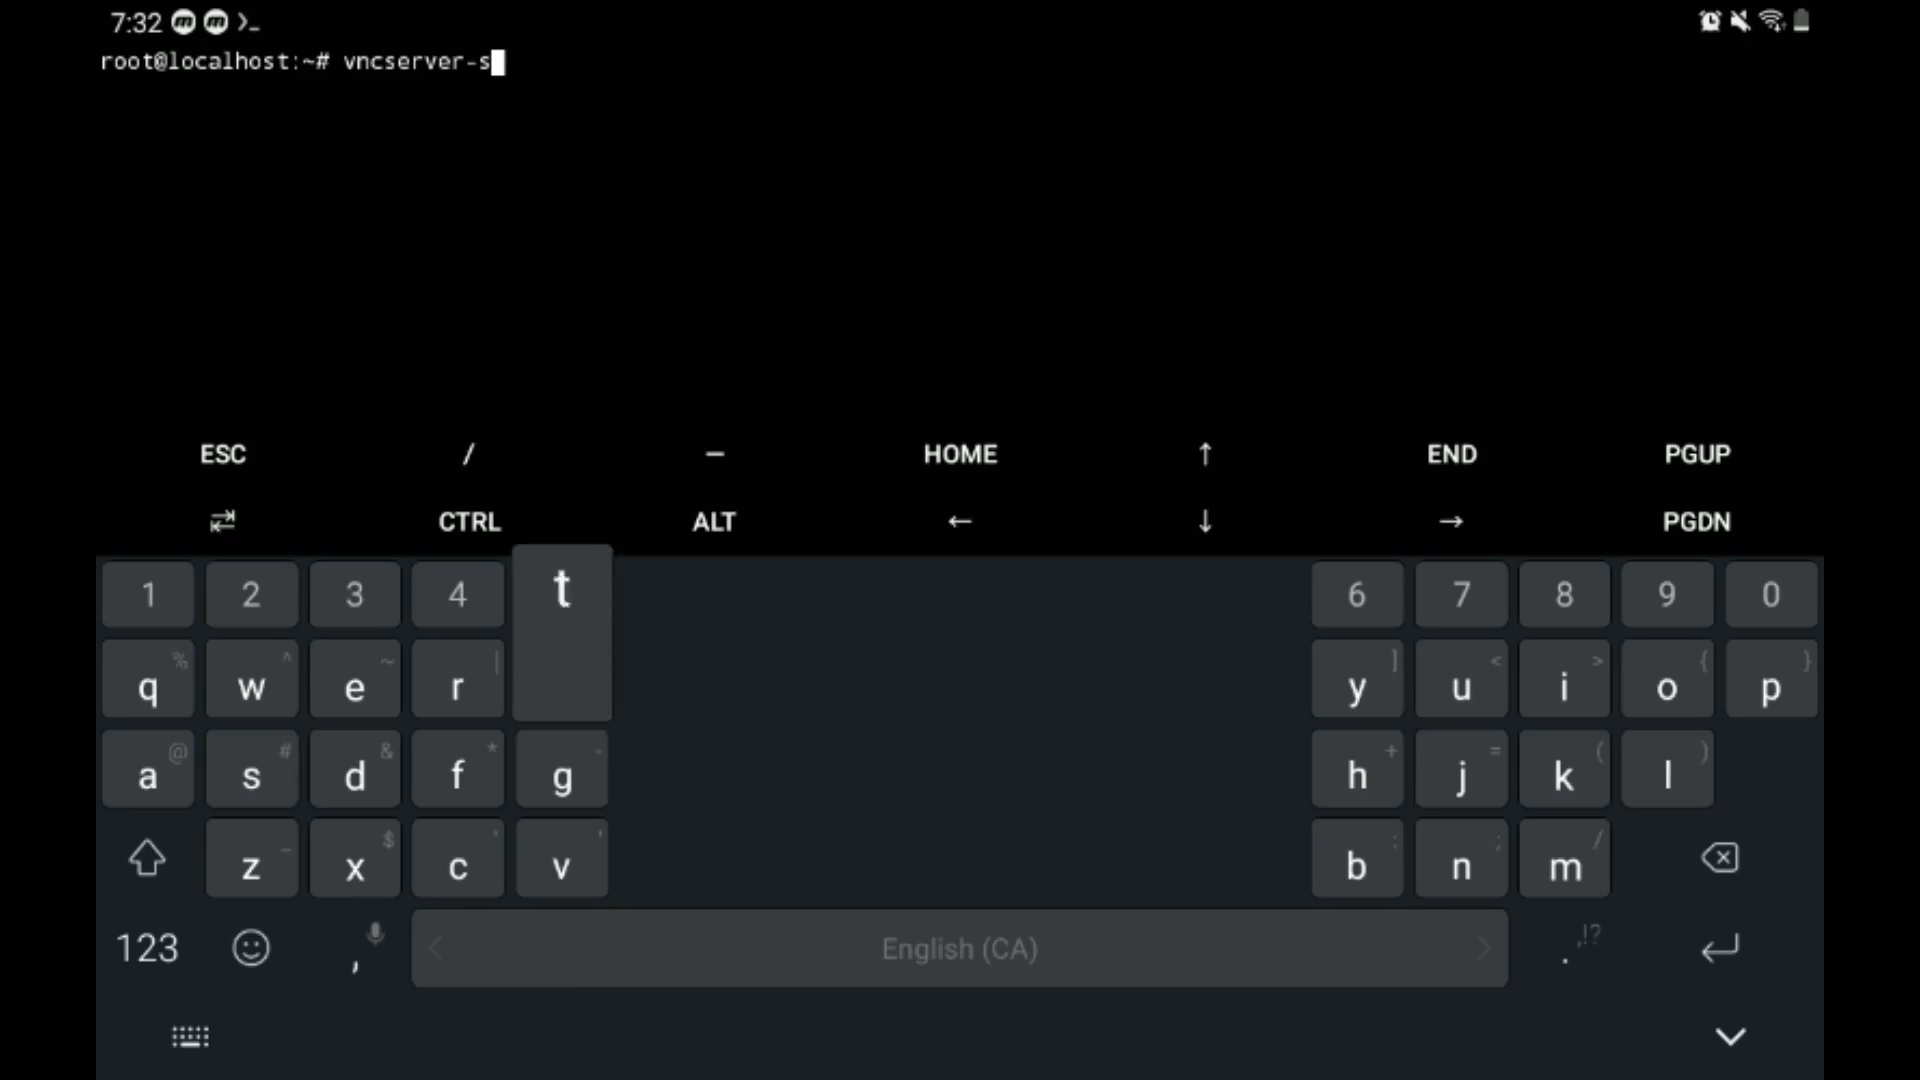 7:32
root@localhost:~# vncserver-s
ESC / — HOME ↑ END PGUP
⇄ CTRL ALT ← ↓ → PGDN
1 2 3 4 t 6 7 8 9 0
% ^ ~ | ] < > { }
q w e r y u i o p
@ # & * - + = ( )
a s d f g h j k l
_ $ " ' : ; /
z x c v b n m
123 , English (CA) . ,!?